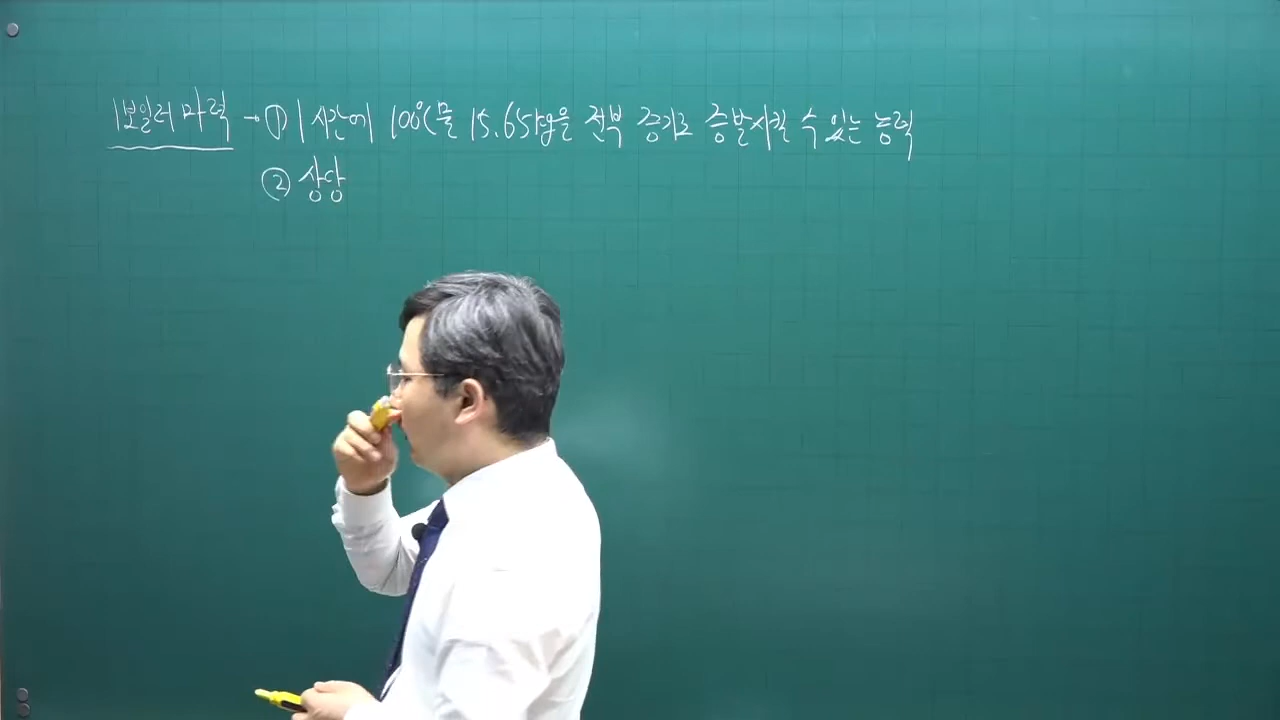 1보일러 마력 → ① 1시간에 100℃물 15.65kg을 전부 증기로 증발시킬 수 있는 능력
② 상당